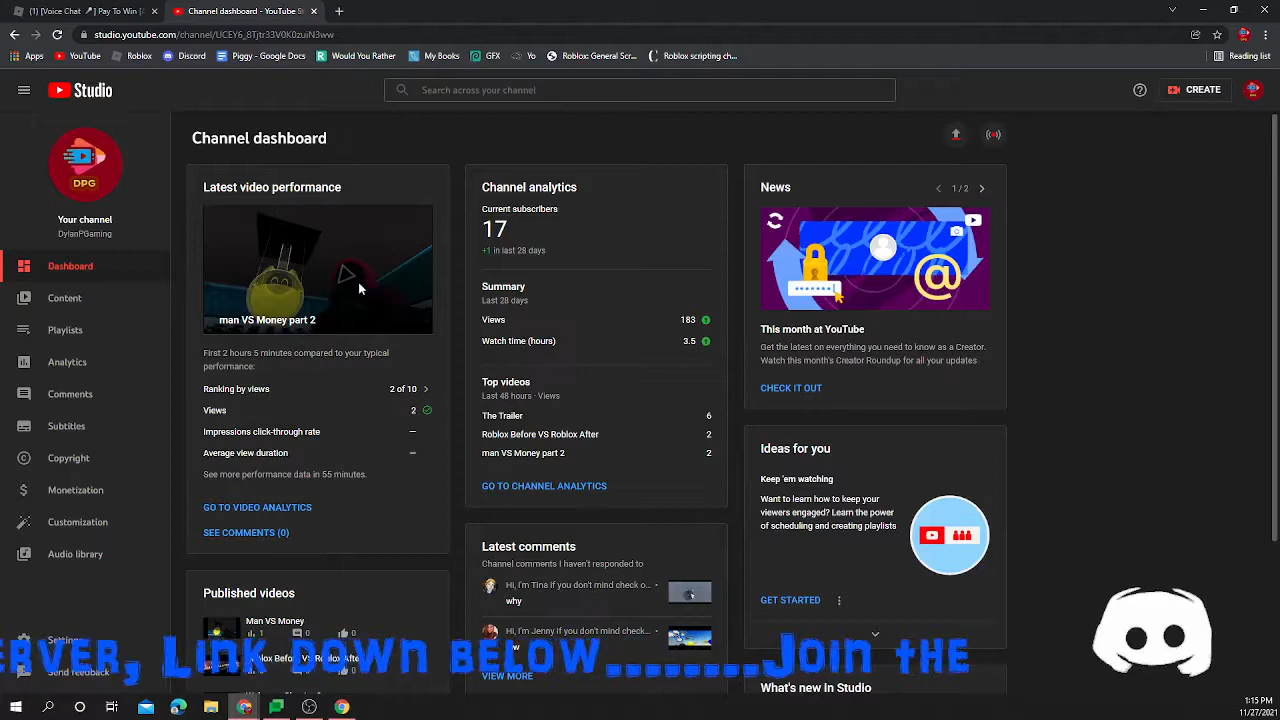 (1) [Voice Chat 🎤] Pay To Win [
Channel dashboard - YouTube St
studio.youtube.com/channel/UCEY6_8Tjtr33V0K0zuiN3ww
Apps
YouTube
Roblox
Discord
Piggy - Google Docs
Would You Rather
My Books
GFX
Yo
Roblox General Scr...
Roblox scripting ch...
Reading list
Studio
Search across your channel
CREATE
DPG
Your channel
DylanPGaming
Dashboard
Content
Playlists
Analytics
Comments
Subtitles
Copyright
Monetization
Customization
Audio library
Settings
Send feedback
Channel dashboard
Latest video performance
man VS Money part 2
First 2 hours 5 minutes compared to your typical
performance:
Ranking by views 2 of 10
Views 2
Impressions click-through rate —
Average view duration —
See more performance data in 55 minutes.
GO TO VIDEO ANALYTICS
SEE COMMENTS (0)
Published videos
Man VS Money
1 0 0
Roblox Before VS Roblox After
Channel analytics
Current subscribers
17
+1 in last 28 days
Summary
Last 28 days
Views 183
Watch time (hours) 3.5
Top videos
Last 48 hours · Views
The Trailer 6
Roblox Before VS Roblox After 2
man VS Money part 2 2
GO TO CHANNEL ANALYTICS
Latest comments
Channel comments I haven't responded to
Hi, I'm Tina if you don't mind check o...
why
Hi, I'm Jenny if you don't mind check...
VIEW MORE
News
1 / 2
@
This month at YouTube
Get the latest on everything you need to know as a Creator.
Watch this month's Creator Roundup for all your updates
CHECK IT OUT
Ideas for you
Keep 'em watching
Want to learn how to keep your
viewers engaged? Learn the power
of scheduling and creating playlists
GET STARTED
What's new in Studio
ERVER, Link down below_______Join the
1:15 PM
11/27/2021